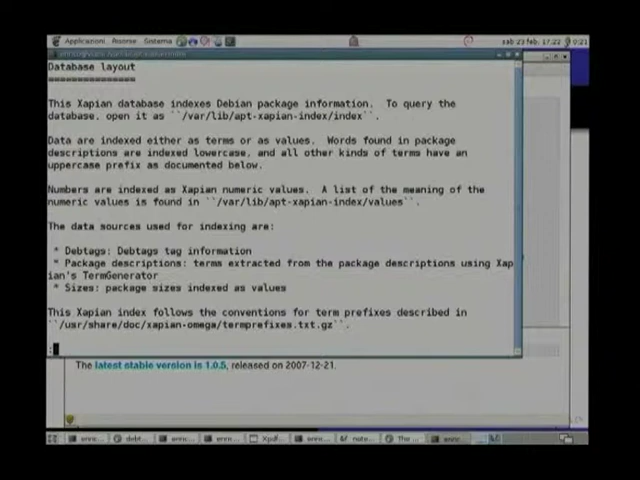 Applicazioni Risorse Sistema
sab 23 feb, 17.22
0:21
Database layout
===============
This Xapian database indexes Debian package information.  To query the
database, open it as ``/var/lib/apt-xapian-index/index``.
Data are indexed either as terms or as values.  Words found in package
descriptions are indexed lowercase, and all other kinds of terms have an
uppercase prefix as documented below.
Numbers are indexed as Xapian numeric values.  A list of the meaning of the
numeric values is found in ``/var/lib/apt-xapian-index/values``.
The data sources used for indexing are:
* Debtags: Debtags tag information
* Package descriptions: terms extracted from the package descriptions using Xap
ian's TermGenerator
* Sizes: package sizes indexed as values
This Xapian index follows the conventions for term prefixes described in
``/usr/share/doc/xapian-omega/termprefixes.txt.gz``.
:
The latest stable version is 1.0.5, released on 2007-12-21.